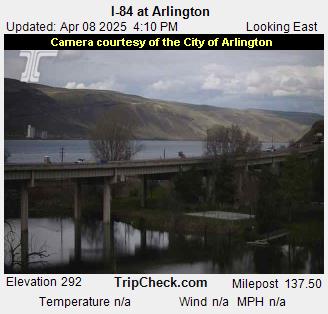 I-84 at Arlington
Updated: Apr 08 2025 4:10 PM Looking East
Camera courtesy of the City of Arlington
Elevation 292 TripCheck.com Milepost 137.50
Temperature n/a Wind n/a MPH n/a